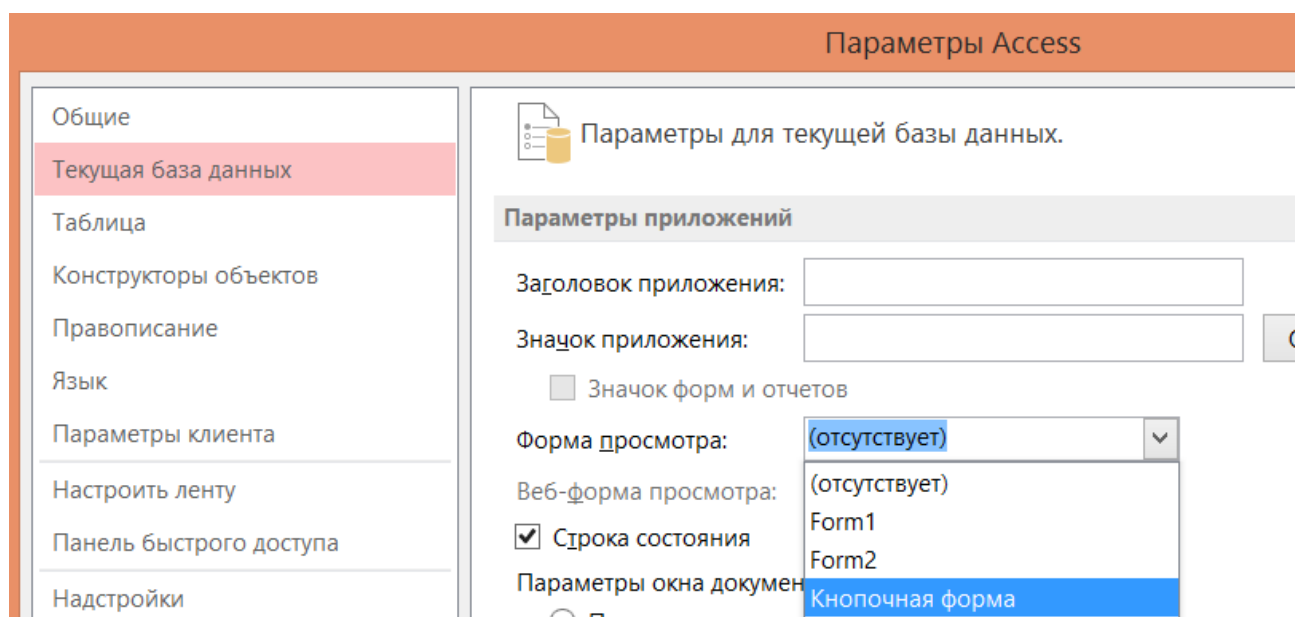 Параметры Access
Общие
Текущая база данных
Таблица
Конструкторы объектов
Правописание
Язык
Параметры клиента
Настроить ленту
Панель быстрого доступа
Надстройки
Параметры для текущей базы данных.
Параметры приложений
Заголовок приложения:
Значок приложения:
Значок форм и отчетов
Форма просмотра: (отсутствует)
(отсутствует)
Form1
Form2
Кнопочная форма
Веб-форма просмотра:
Строка состояния
Параметры окна докумен